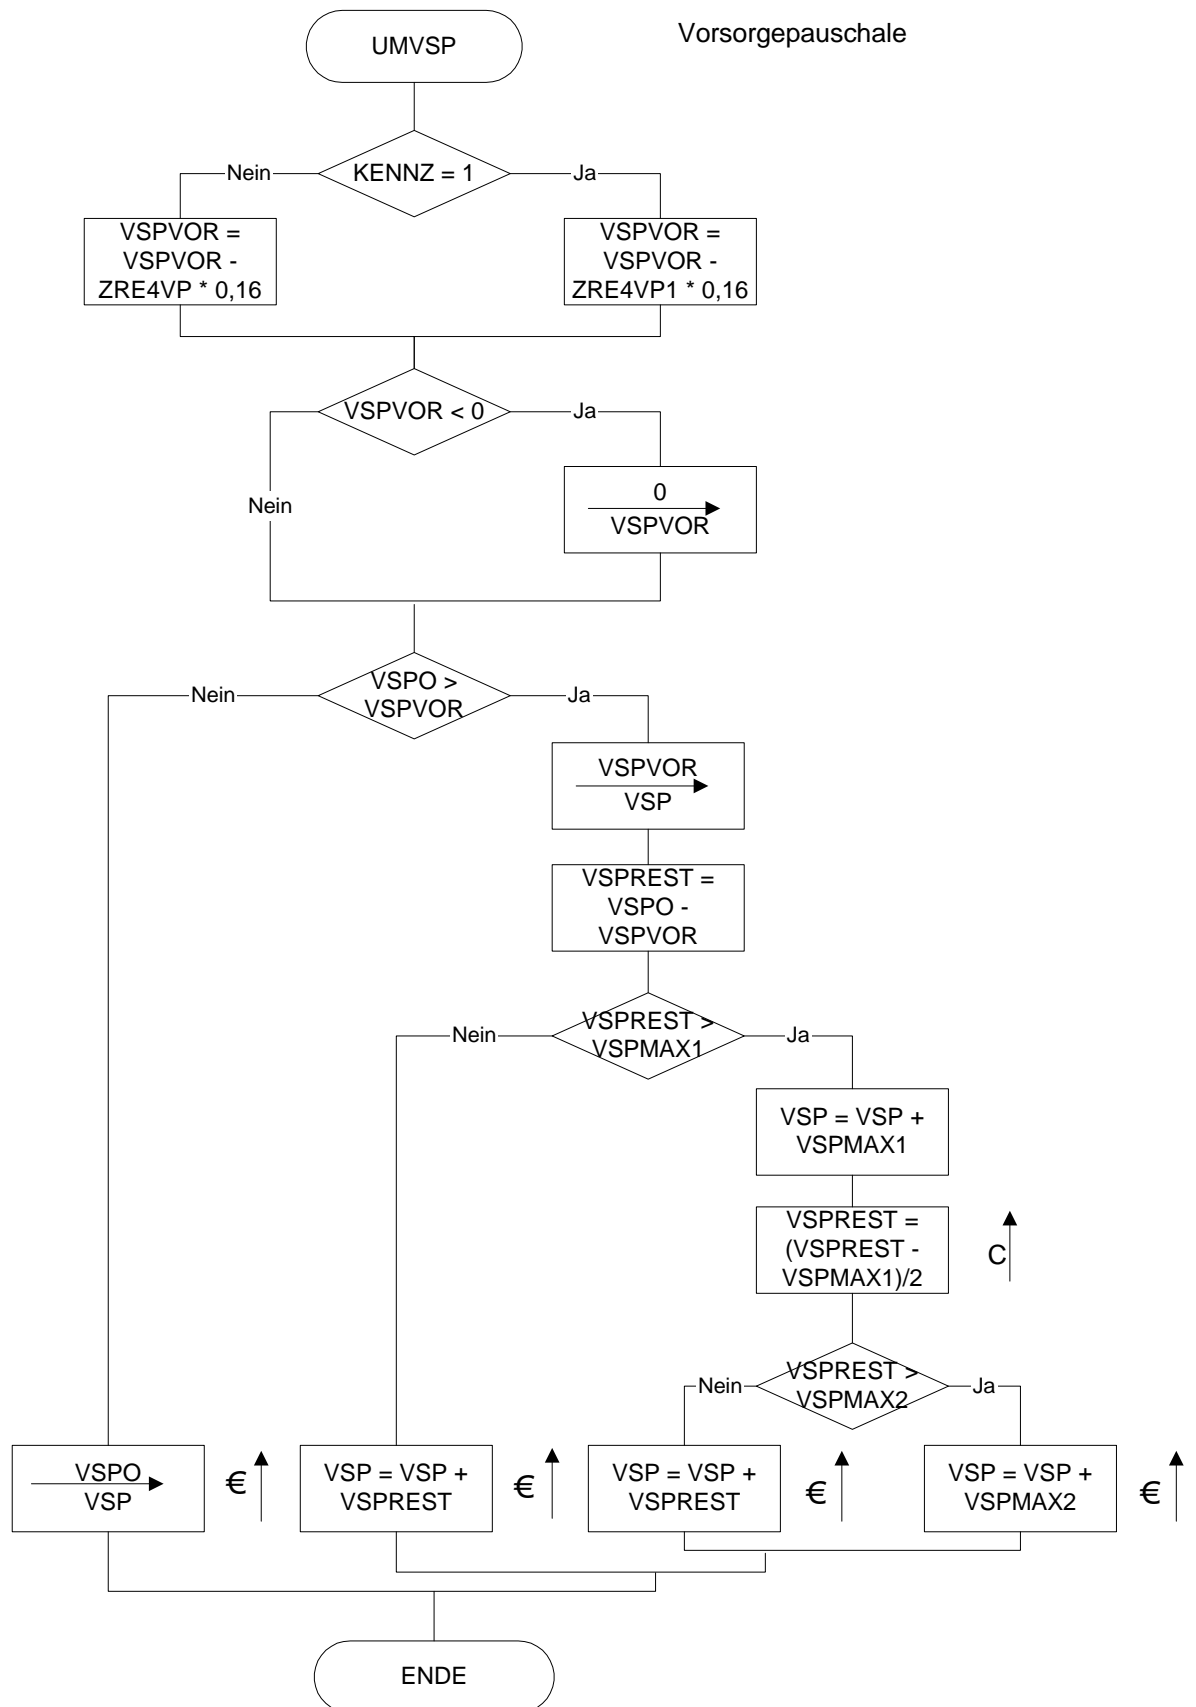 UMVSP
Vorsorgepauschale
KENNZ = 1
Nein
Ja
VSPVOR =
VSPVOR -
ZRE4VP * 0,16
VSPVOR =
VSPVOR -
ZRE4VP1 * 0,16
VSPVOR < 0
Ja
Nein
0
VSPVOR
VSPO >
VSPVOR
Nein
Ja
VSPVOR
VSP
VSPREST =
VSPO -
VSPVOR
VSPREST >
VSPMAX1
Nein
Ja
VSP = VSP +
VSPMAX1
VSPREST =
(VSPREST -
VSPMAX1)/2
C
VSPREST >
VSPMAX2
Nein
Ja
VSPO
VSP
€
VSP = VSP +
VSPREST
€
VSP = VSP +
VSPREST
€
VSP = VSP +
VSPMAX2
€
ENDE